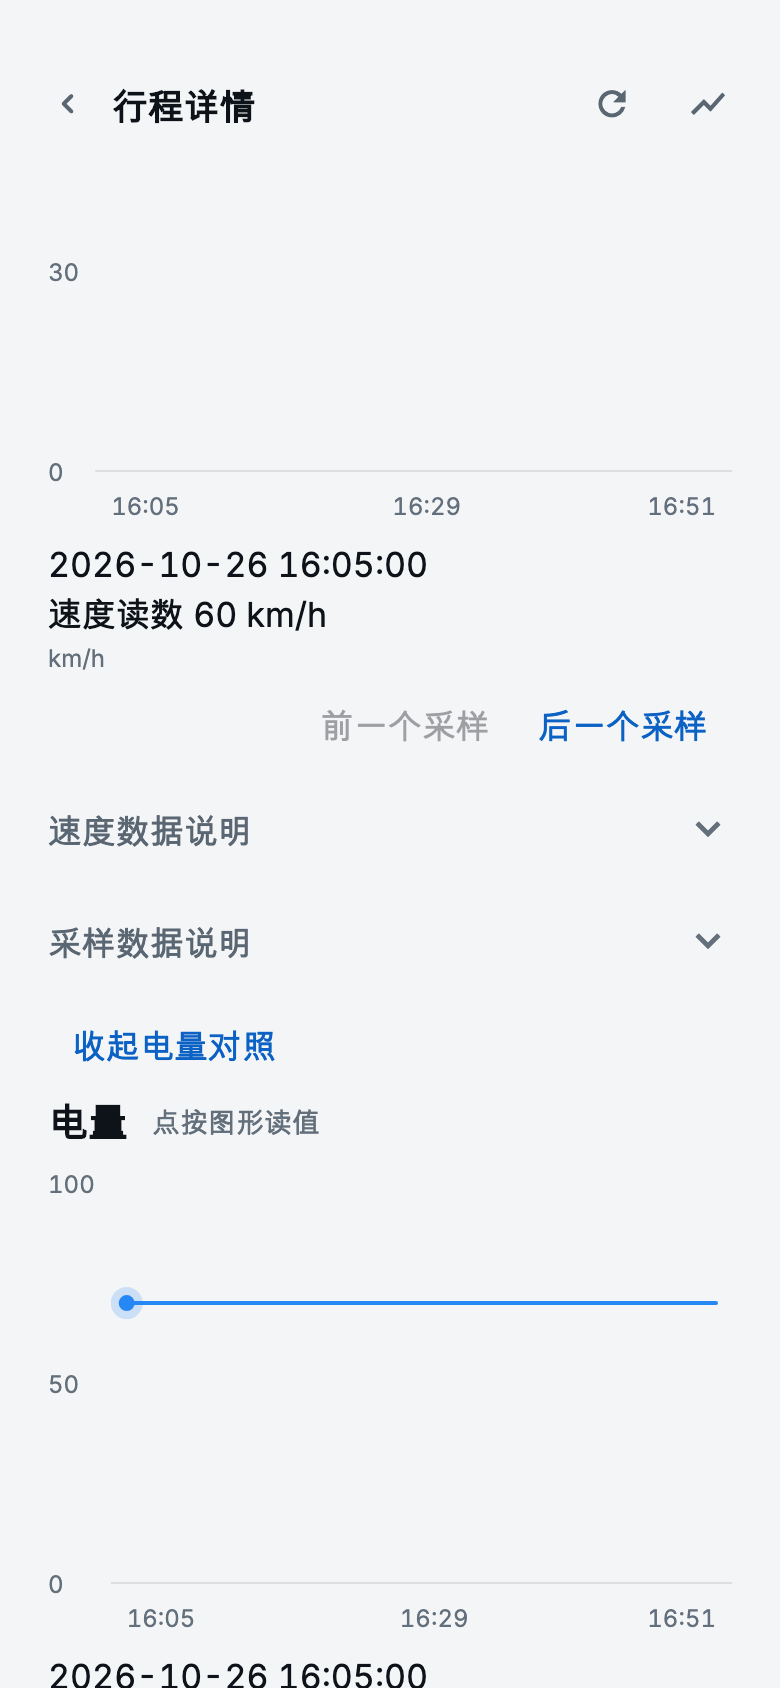 行程详情
30
0
16:05 16:29 16:51
2026-10-26 16:05:00
速度读数 60 km/h
km/h
前一个采样 后一个采样
速度数据说明
采样数据说明
收起电量对照
电量 点按图形读值
100
50
0
16:05 16:29 16:51
2026-10-26 16:05:00